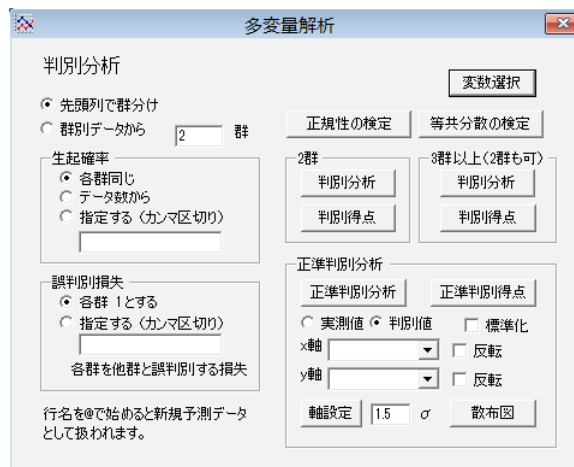 多変量解析
判別分析
変数選択
先頭列で群分け
群別データから 2 群
正規性の検定 等共分散の検定
生起確率
各群同じ
データ数から
指定する（カンマ区切り）
2群
判別分析
判別得点
3群以上(2群も可)
判別分析
判別得点
誤判別損失
各群 1とする
指定する（カンマ区切り）
各群を他群と誤判別する損失
正準判別分析
正準判別分析 正準判別得点
実測値 判別値 標準化
x軸 反転
y軸 反転
軸設定 1.5 σ 散布図
行名を@で始めると新規予測データ
として扱われます。